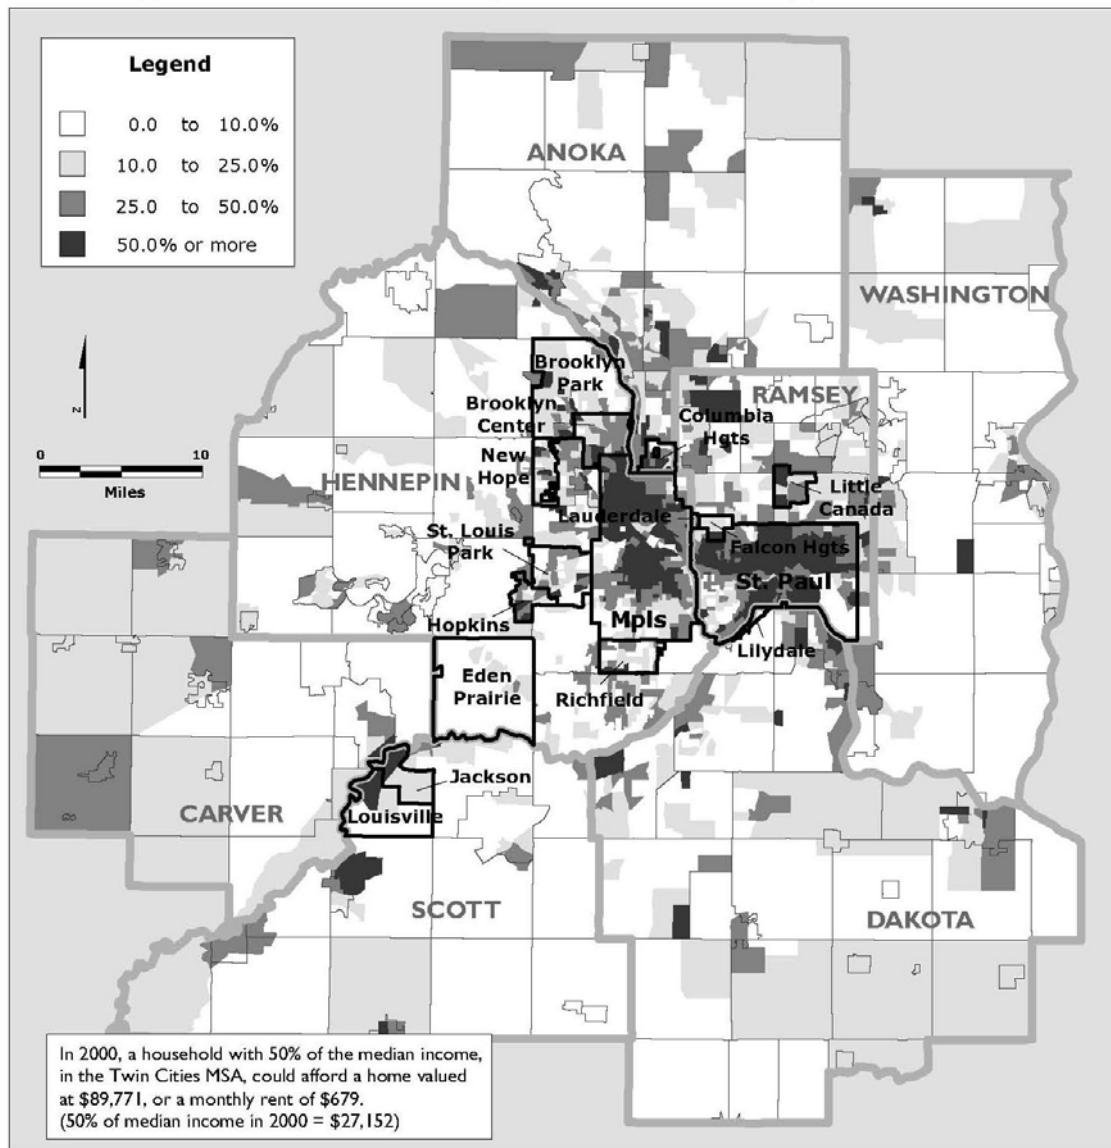 Legend
0.0 to 10.0%
10.0 to 25.0%
25.0 to 50.0%
50.0% or more
ANOKA
WASHINGTON
N
Brooklyn
Park
RAMSEY
Brooklyn
Center
Columbia
Hgts
0 10
Miles
New
Hope
HENNEPIN
Little
Canada
Lauderdale
St. Louis
Park
Falcon Hgts
St. Paul
Hopkins
Mpls
Lilydale
Eden
Prairie
Richfield
Jackson
CARVER
Louisville
SCOTT
DAKOTA
In 2000, a household with 50% of the median income,
in the Twin Cities MSA, could afford a home valued
at $89,771, or a monthly rent of $679.
(50% of median income in 2000 = $27,152)